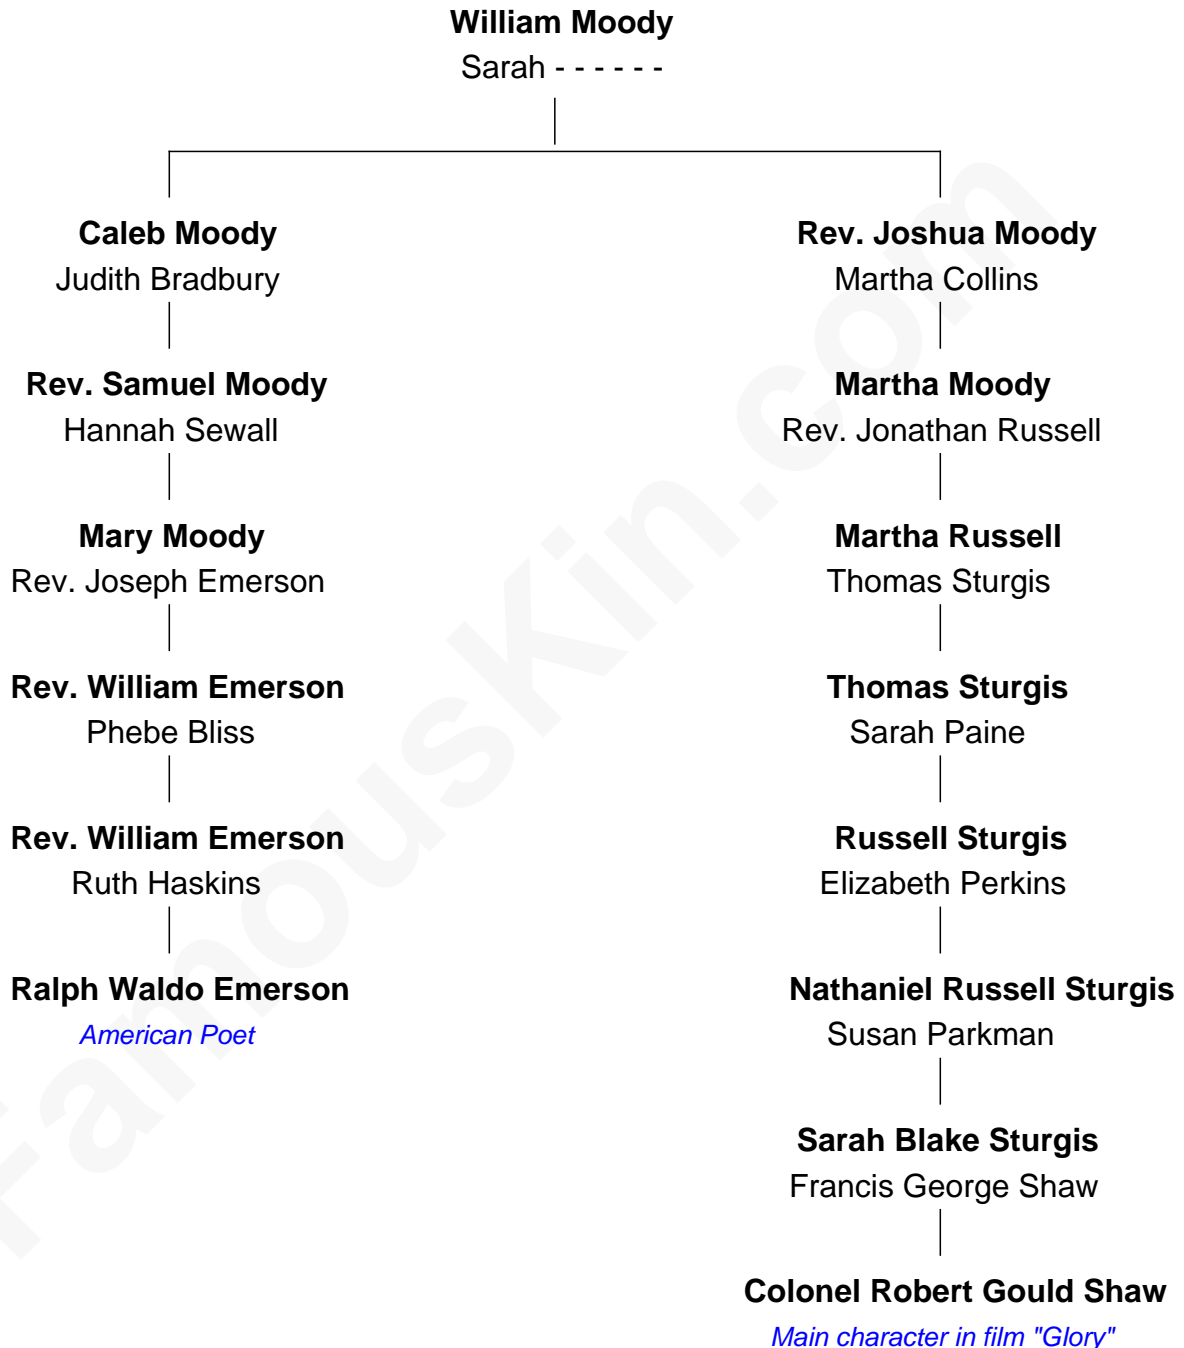 William Moody
Sarah - - - - - -
Caleb Moody
Judith Bradbury
Rev. Joshua Moody
Martha Collins
Rev. Samuel Moody
Hannah Sewall
Martha Moody
Rev. Jonathan Russell
Mary Moody
Rev. Joseph Emerson
Martha Russell
Thomas Sturgis
Rev. William Emerson
Phebe Bliss
Thomas Sturgis
Sarah Paine
Rev. William Emerson
Ruth Haskins
Russell Sturgis
Elizabeth Perkins
Ralph Waldo Emerson
American Poet
Nathaniel Russell Sturgis
Susan Parkman
Sarah Blake Sturgis
Francis George Shaw
Colonel Robert Gould Shaw
Main character in film "Glory"
FamousKin.com